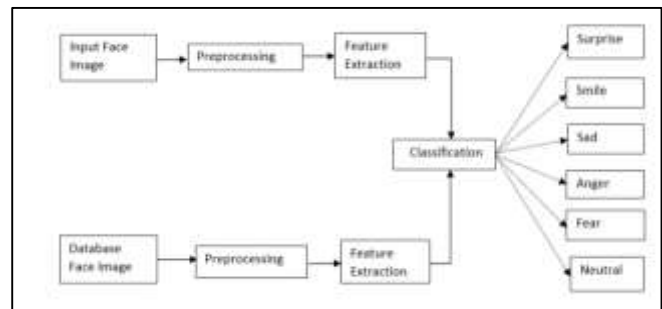 Input Face
Image
Preprocessing
Feature
Extraction
Classification
Database
Face Image
Preprocessing
Feature
Extraction
Surprise
Smile
Sad
Anger
Fear
Neutral